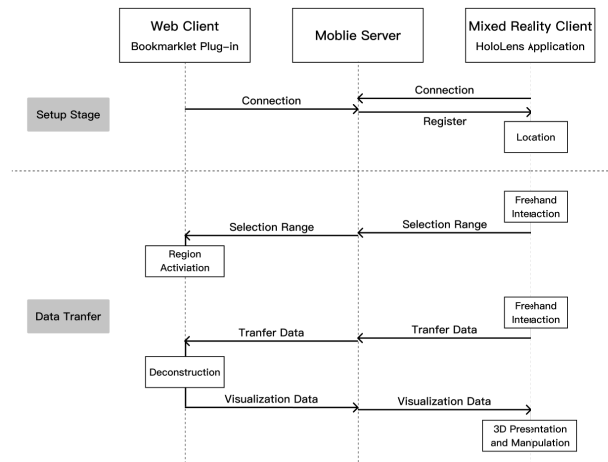 Web Client
Bookmarklet Plug-in
Moblie Server
Mixed Reality Client
HoloLens Application
Connection
Connection
Register
Setup Stage
Location
Freehand
Interaction
Selection Range
Selection Range
Region
Activiation
Data Tranfer
Freehand
Interaction
Tranfer Data
Tranfer Data
Deconstruction
Visualization Data
Visualization Data
3D Presentation
and Manpulation